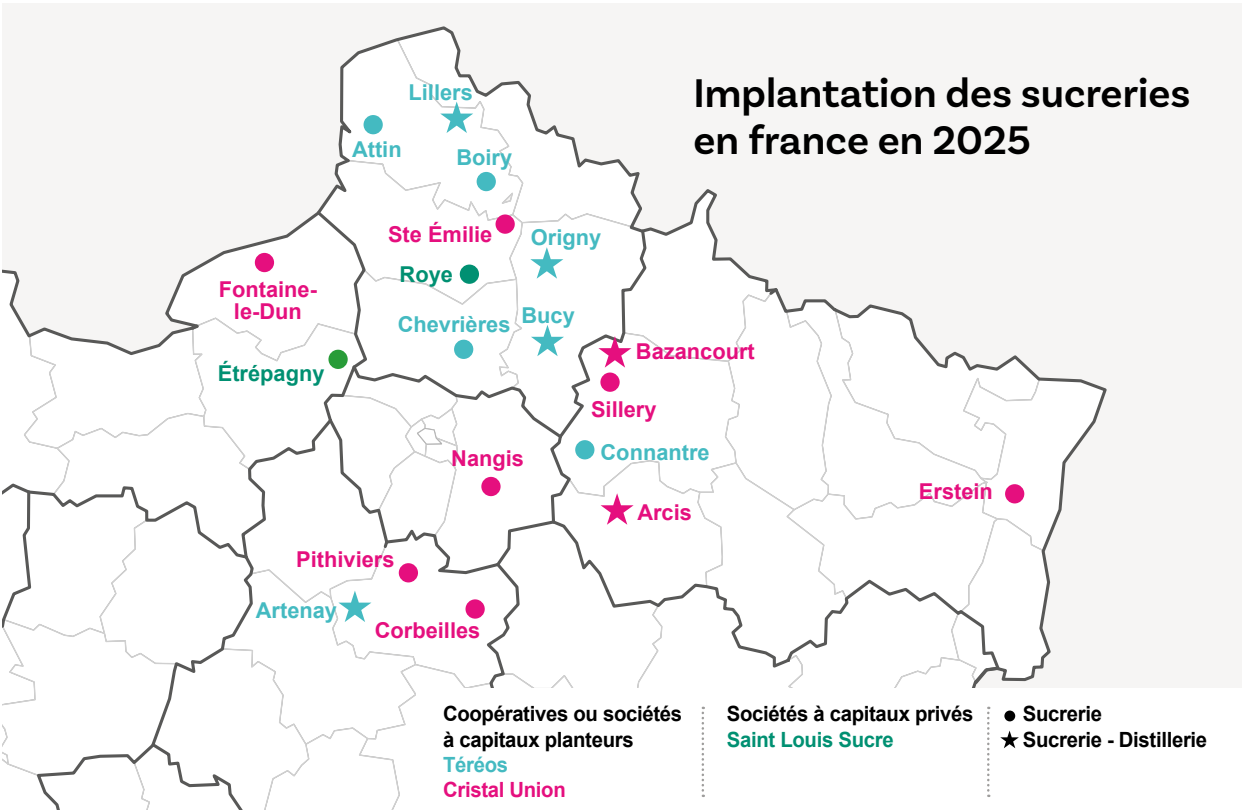 Implantation des sucreries
en france en 2025
Lillers
Attin
Boiry
Ste Émilie
Origny
Roye
Fontaine-
le-Dun
Chevrières
Bucy
Bazancourt
Étrépagny
Sillery
Connantre
Nangis
Erstein
Arcis
Pithiviers
Artenay
Corbeilles
Coopératives ou sociétés
à capitaux planteurs
Téréos
Cristal Union
Sociétés à capitaux privés
Saint Louis Sucre
Sucrerie
Sucrerie - Distillerie